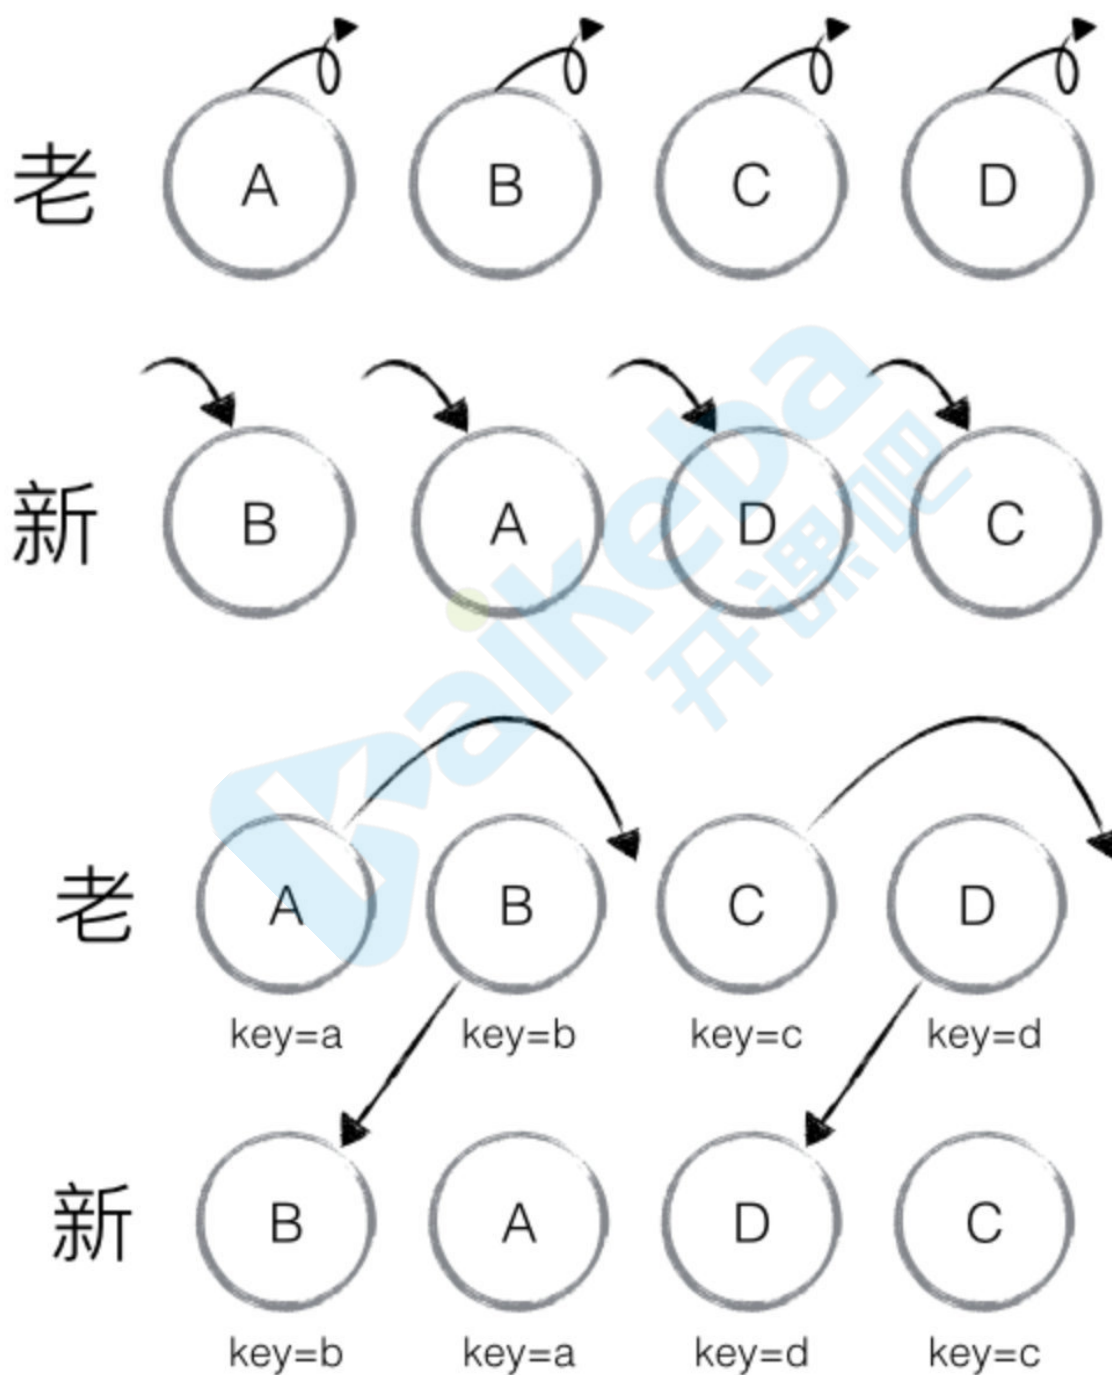 老 A B C D
新 B A D C
Kaikeba
开课吧
老 A B C D
key=a key=b key=c key=d
新 B A D C
key=b key=a key=d key=c